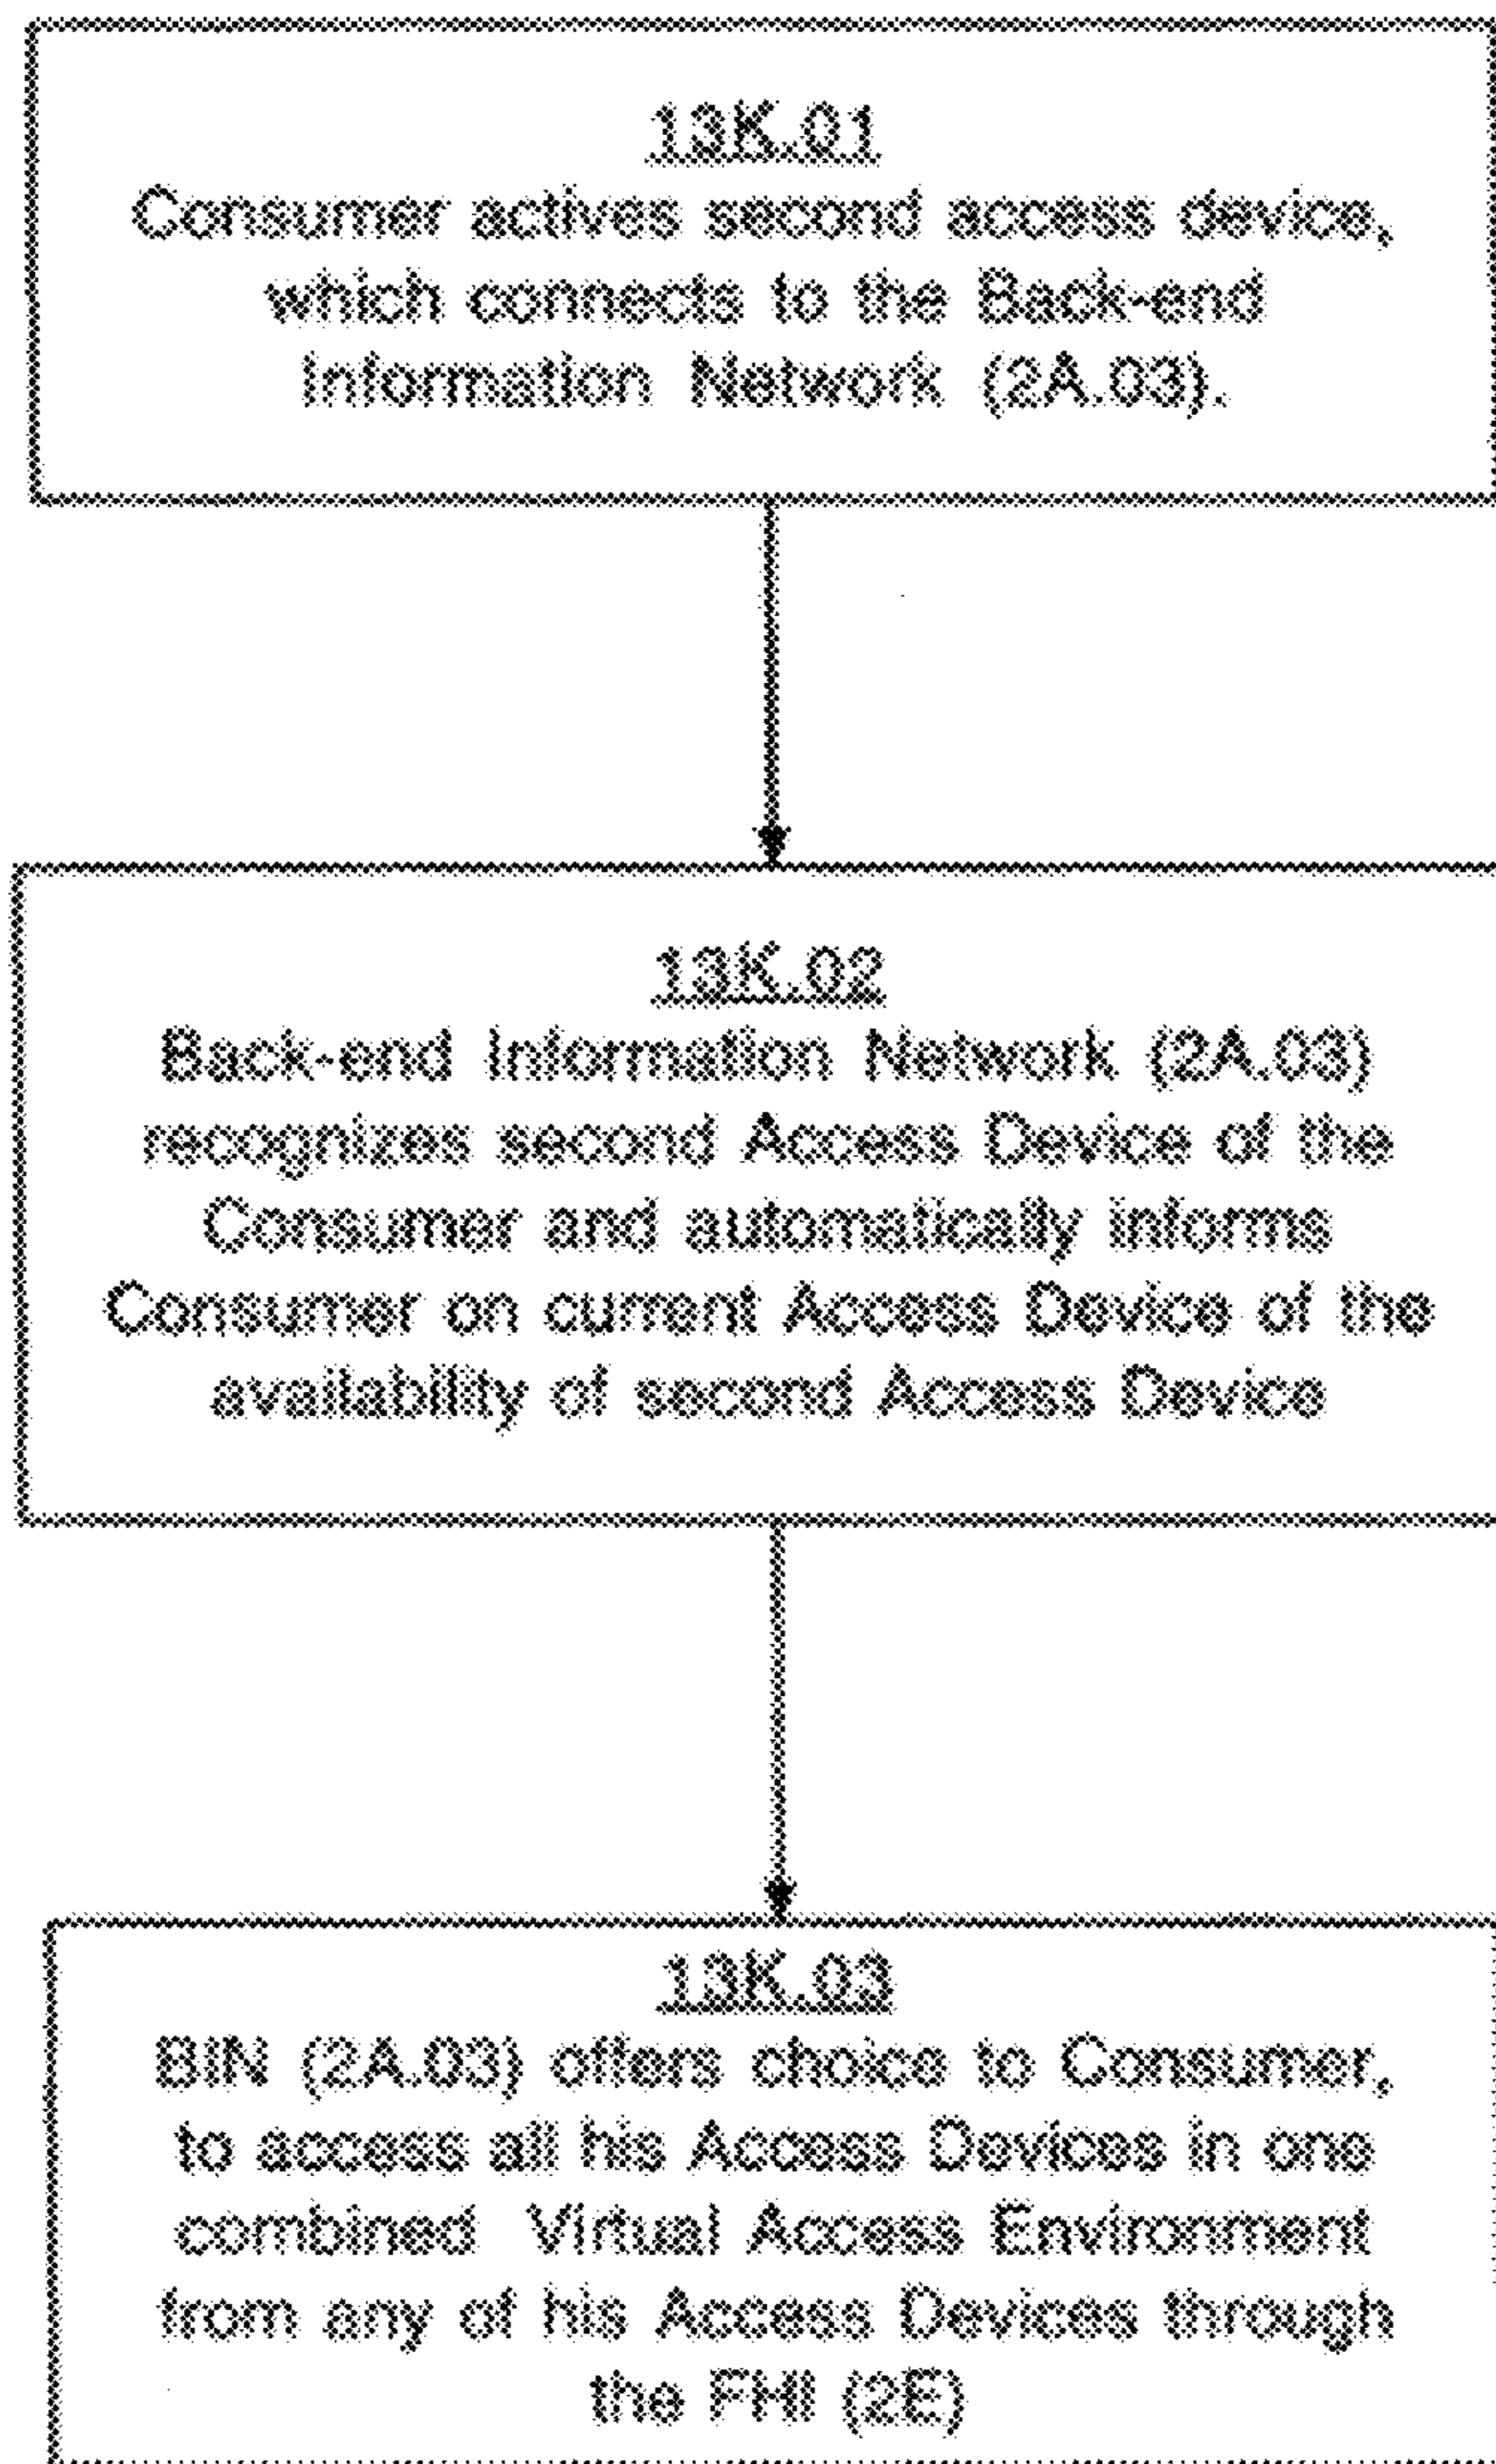 13K.01
Consumer actives second access device,
which connects to the Back-end
Information Network (2A.03).
13K.02
Back-end Information Network (2A.03)
recognizes second Access Device of the
Consumer and automatically informs
Consumer on current Access Device of the
availability of second Access Device
13K.03
BIN (2A.03) offers choice to Consumer,
to access all his Access Devices in one
combined Virtual Access Environment
from any of his Access Devices through
the FHI (2E)